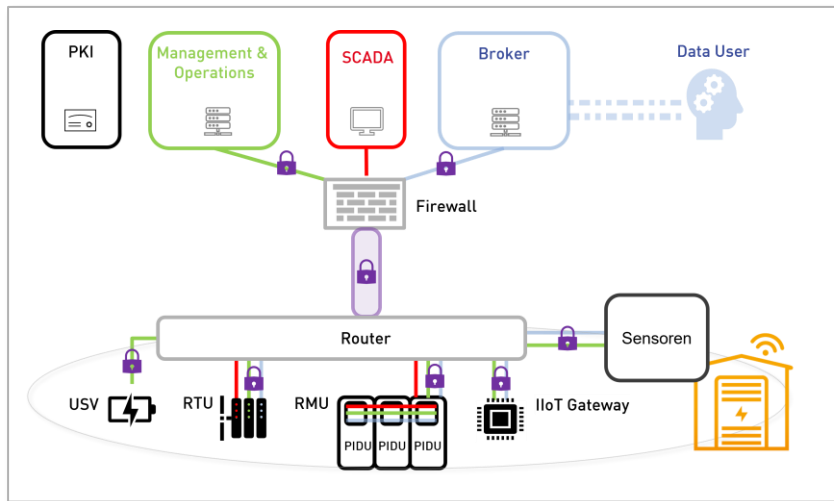 PKI
Management &
Operations
SCADA
Broker
Data User
Firewall
Router
Sensoren
USV
RTU
RMU
IIoT Gateway
PIDU
PIDU
PIDU